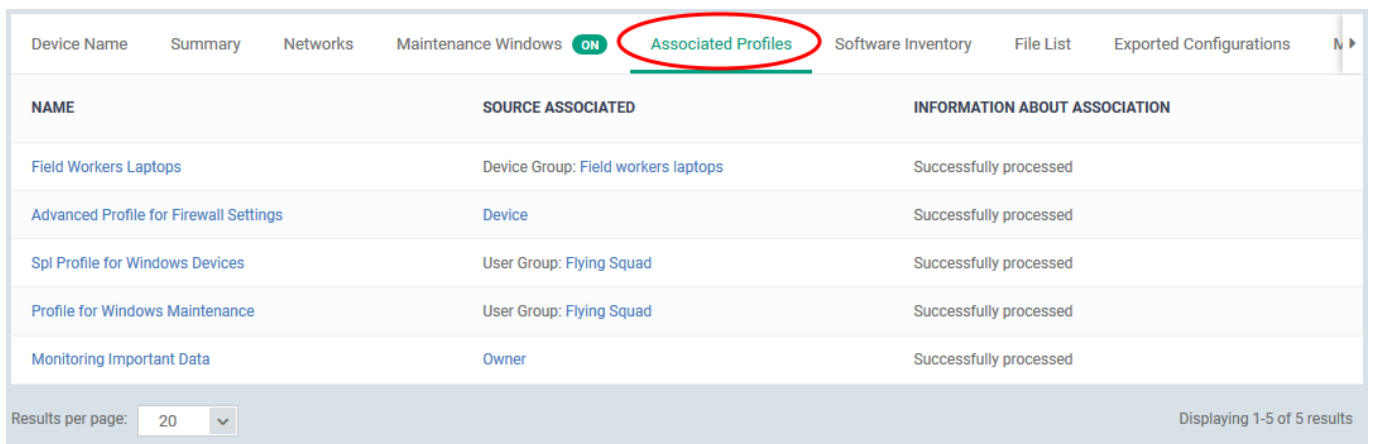 Device Name Summary Networks Maintenance Windows ON Associated Profiles Software Inventory File List Exported Configurations
NAME SOURCE ASSOCIATED INFORMATION ABOUT ASSOCIATION
Field Workers Laptops Device Group: Field workers laptops Successfully processed
Advanced Profile for Firewall Settings Device Successfully processed
Spl Profile for Windows Devices User Group: Flying Squad Successfully processed
Profile for Windows Maintenance User Group: Flying Squad Successfully processed
Monitoring Important Data Owner Successfully processed
Results per page: 20 Displaying 1-5 of 5 results